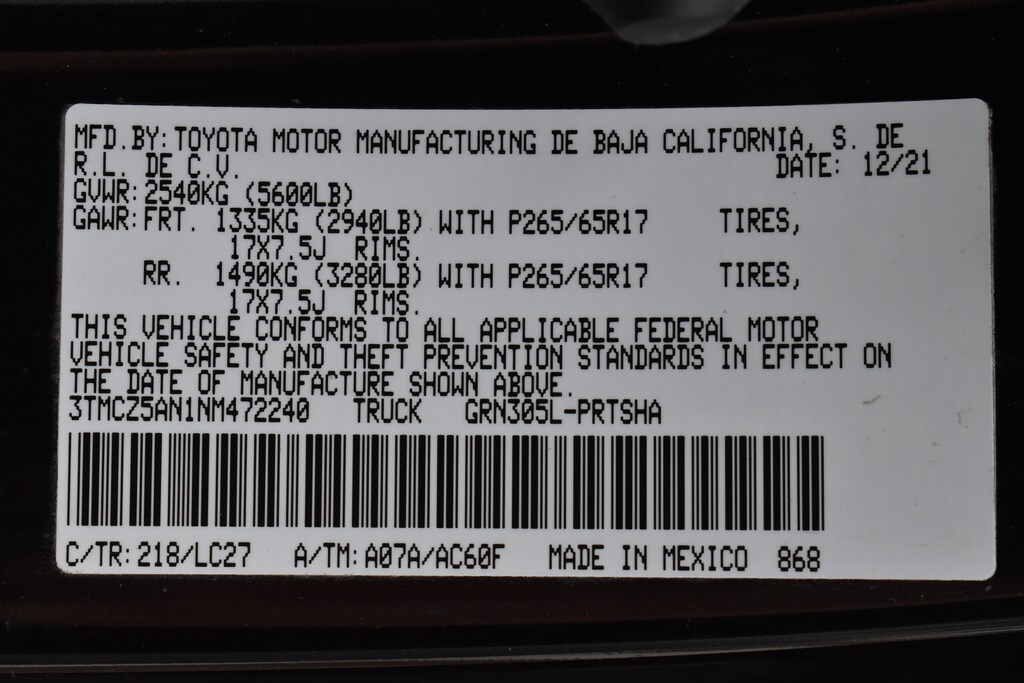 MFD.BY: TOYOTA MOTOR MANUFACTURING DE BAJA CALIFORNIA, S. DE
R.L. DE C.V. DATE: 12/21
GVWR: 2540KG (5600LB)
GAWR: FRT. 1335KG (2940LB) WITH P265/65R17 TIRES,
17X7.5J RIMS.
RR. 1490KG (3280LB) WITH P265/65R17 TIRES,
17X7.5J RIMS.
THIS VEHICLE CONFORMS TO ALL APPLICABLE FEDERAL MOTOR
VEHICLE SAFETY AND THEFT PREVENTION STANDARDS IN EFFECT ON
THE DATE OF MANUFACTURE SHOWN ABOVE.
3TMCZ5AN1NM472240 TRUCK GRN305L-PRTSHA
C/TR: 218/LC27 A/TM: A07A/AC60F MADE IN MEXICO 868